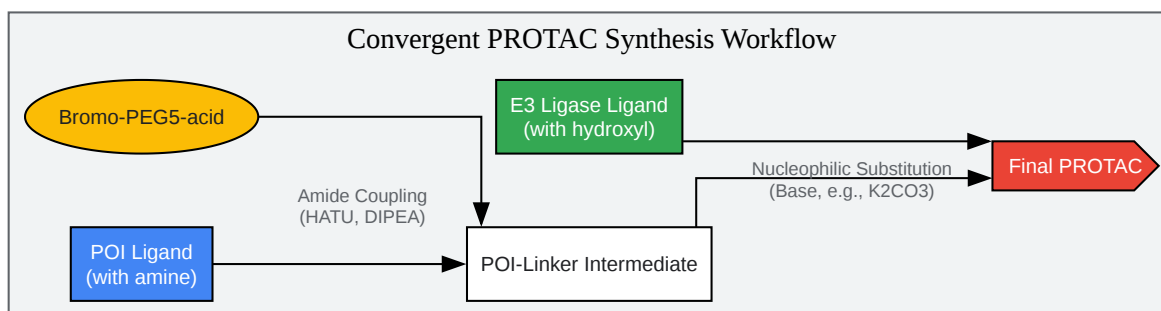 Convergent PROTAC Synthesis Workflow
Bromo-PEG5-acid
E3 Ligase Ligand
(with hydroxyl)
Nucleophilic Substitution
(Base, e.g., K2CO3)
Final PROTAC
Amide Coupling
(HATU, DIPEA)
POI Ligand
(with amine)
POI-Linker Intermediate